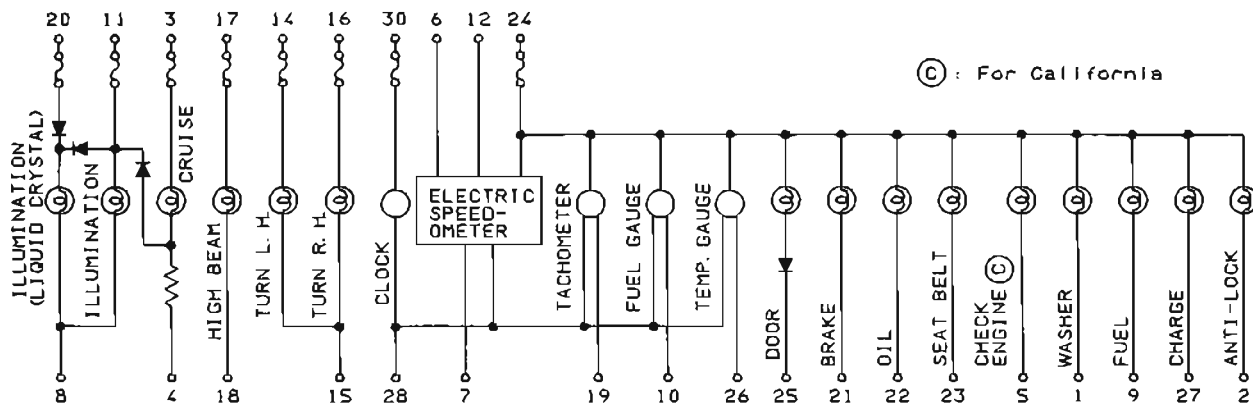 20 11 3 17 14 16 30 6 12 24
C : For California
ILLUMINATION
(LIQUID CRYSTAL)
ILLUMINATION
CRUISE
HIGH BEAM
TURN L. H.
TURN R. H.
CLOCK
ELECTRIC
SPEED-
OMETER
TACHOMETER
FUEL GAUGE
TEMP. GAUGE
DOOR
BRAKE
OIL
SEAT BELT
CHECK
ENGINE C
WASHER
FUEL
CHARGE
ANTI-LOCK
8 4 18 15 28 7 19 10 26 25 21 22 23 5 1 9 27 2